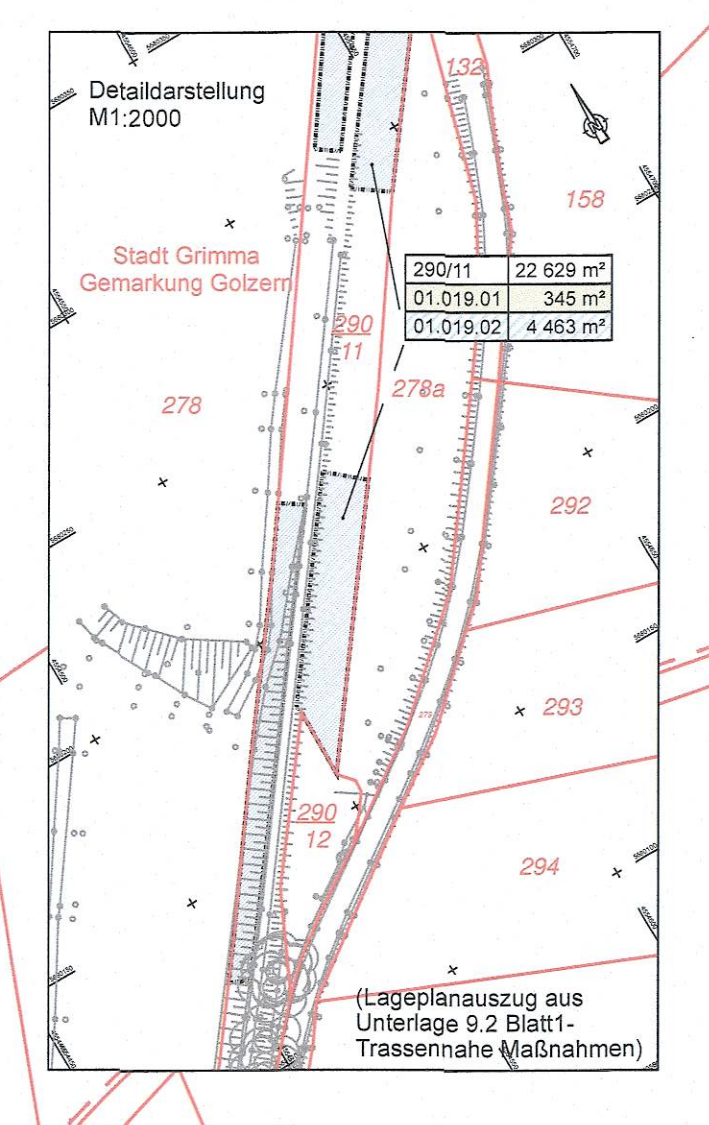 132
Detaildarstellung
M1:2000
158
Stadt Grimma
Gemarkung Golzern
290/11 22 629 m²
01.019.01 345 m²
01.019.02 4 463 m²
290
11
278
278a
292
293
279
290
12
294
(Lageplanauszug aus
Unterlage 9.2 Blatt1-
Trassennahe Maßnahmen)